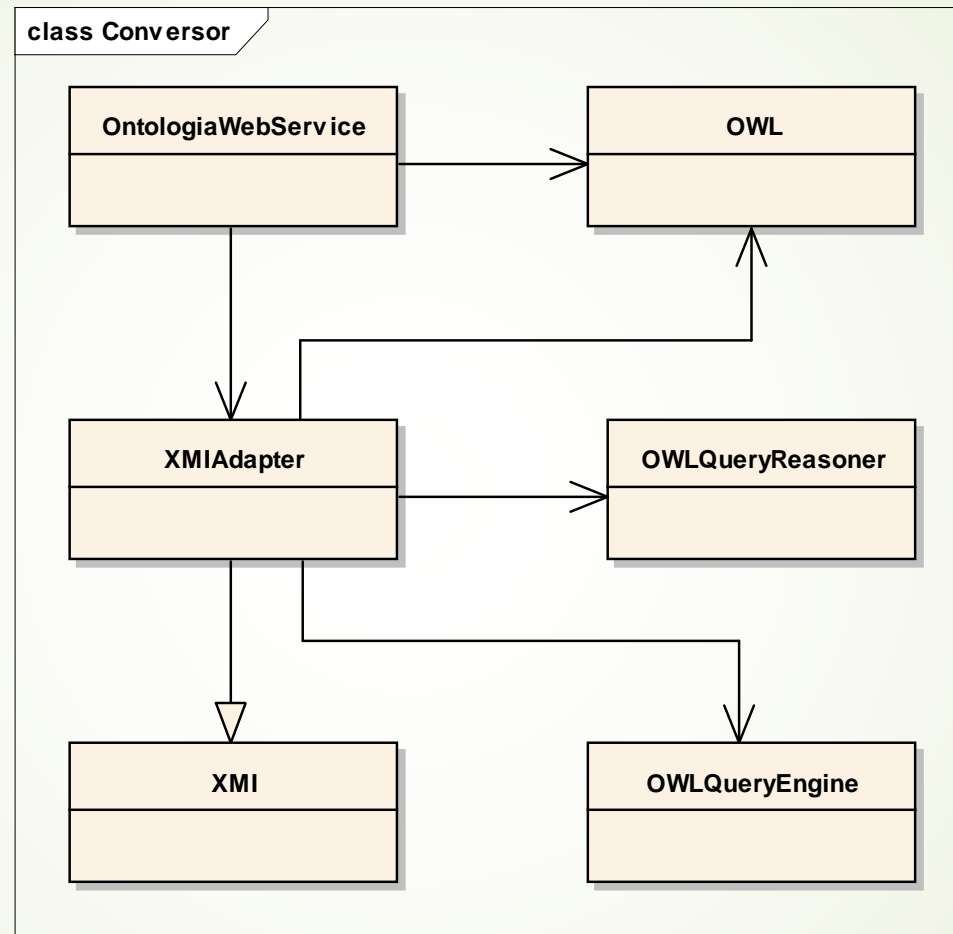 class Conversor
OntologiaWebService
OWL
XMIAdapter
OWLQueryReasoner
XMI
OWLQueryEngine